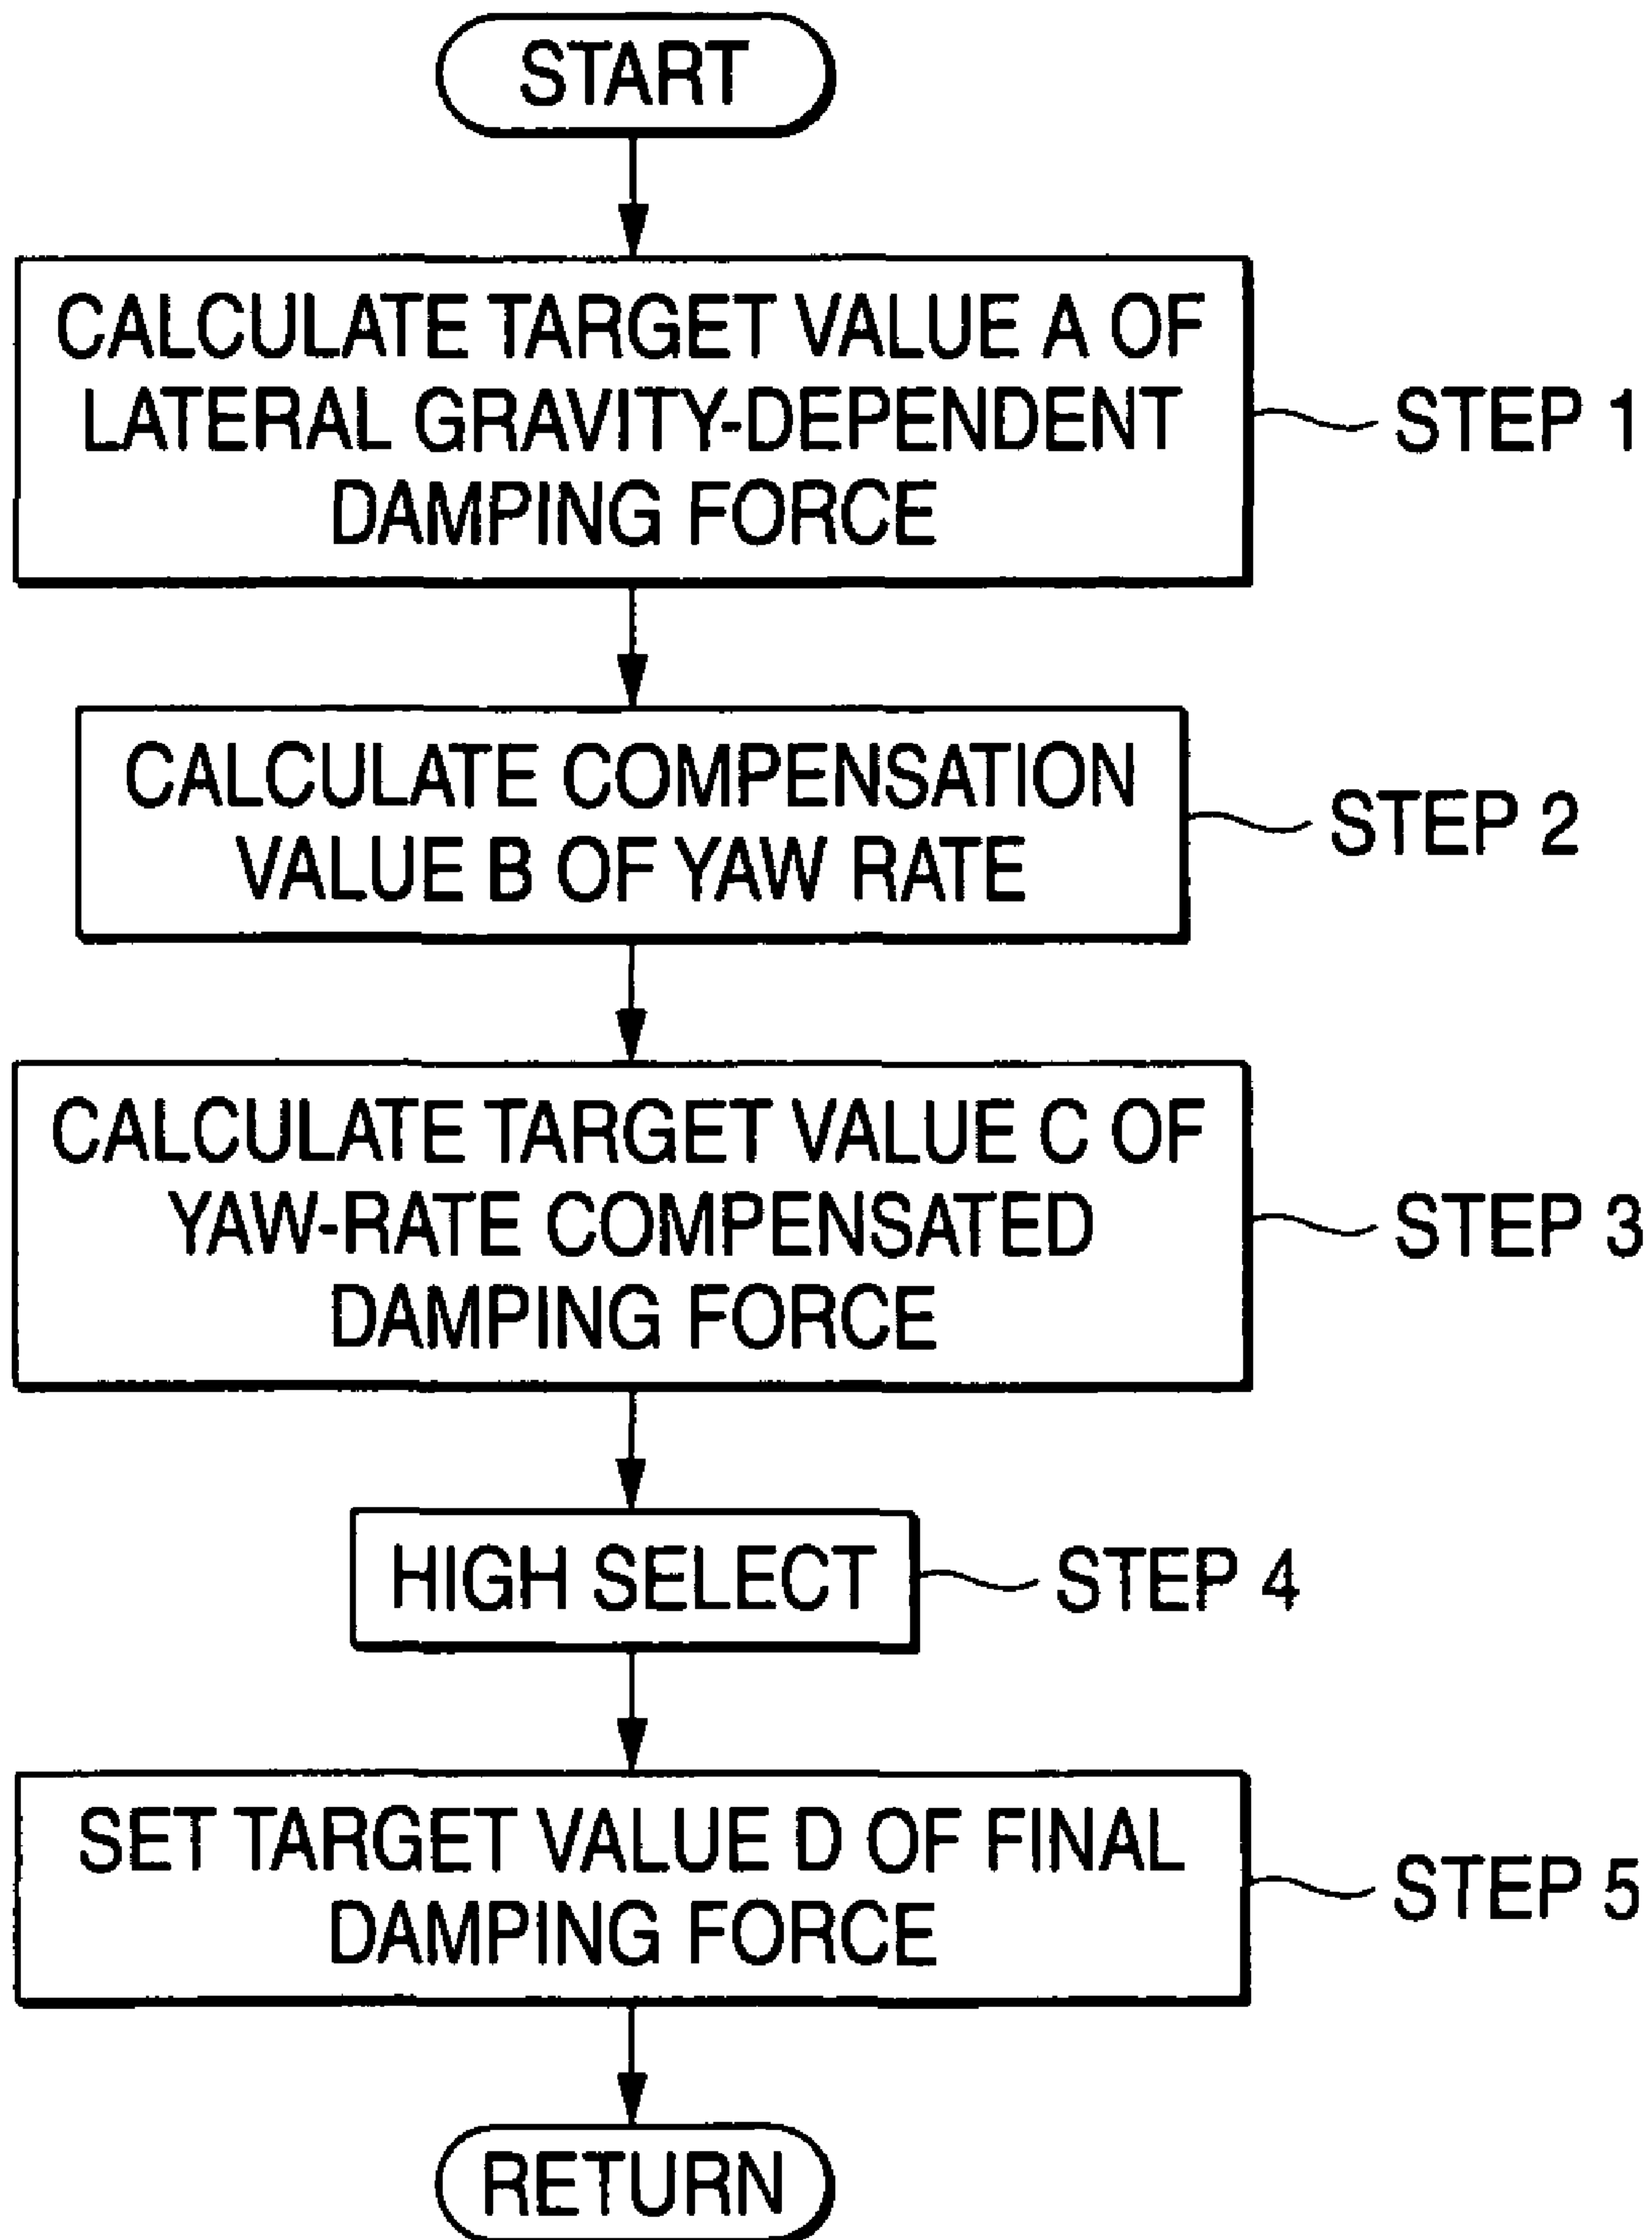 START
CALCULATE TARGET VALUE A OF
LATERAL GRAVITY-DEPENDENT
DAMPING FORCE
STEP 1
CALCULATE COMPENSATION
VALUE B OF YAW RATE
STEP 2
CALCULATE TARGET VALUE C OF
YAW-RATE COMPENSATED
DAMPING FORCE
STEP 3
HIGH SELECT
STEP 4
SET TARGET VALUE D OF FINAL
DAMPING FORCE
STEP 5
RETURN